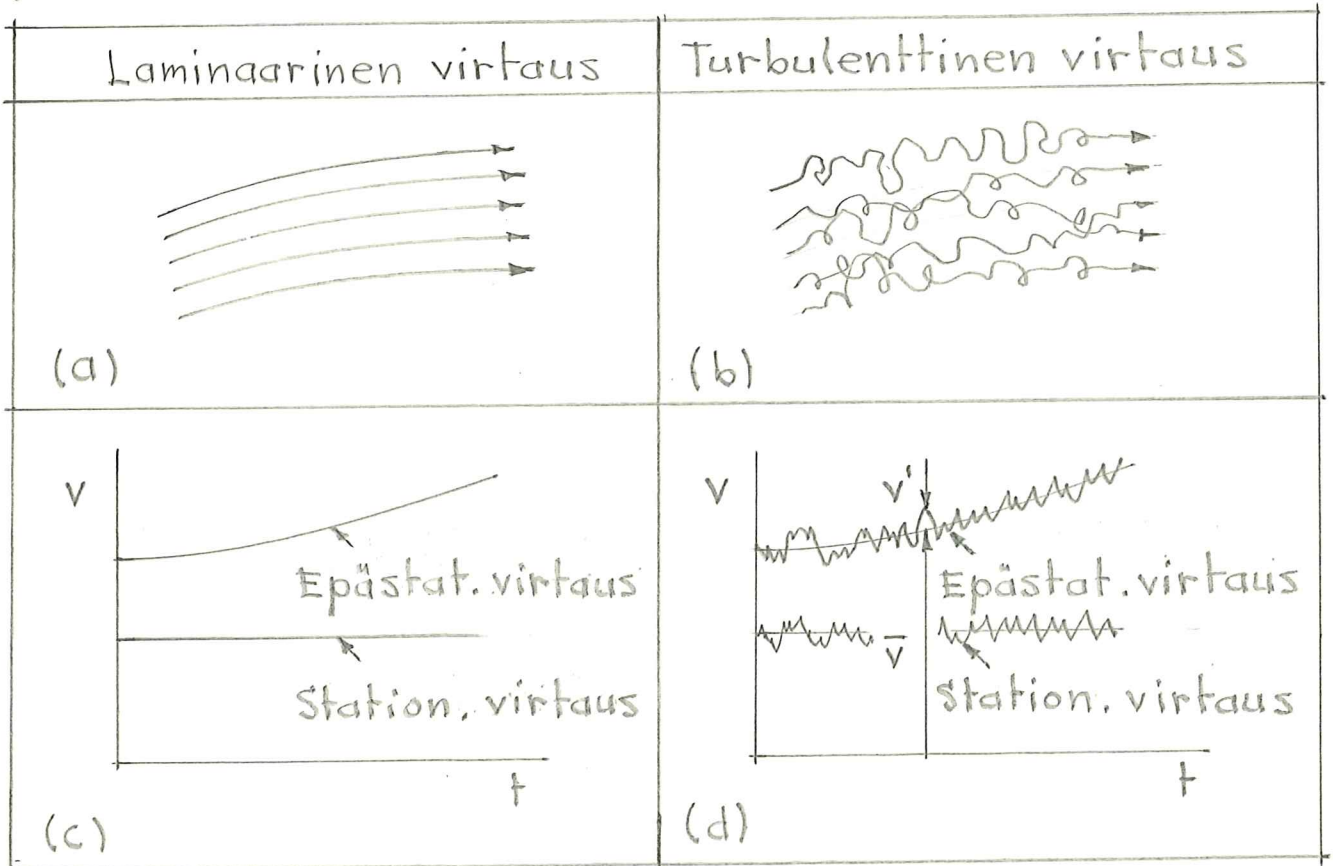 Laminaarinen virtaus
Turbulenttinen virtaus
(a)
(b)
v
Epästat. virtaus
Station. virtaus
t
(c)
v
v'
Epästat. virtaus
v̅
Station. virtaus
t
(d)